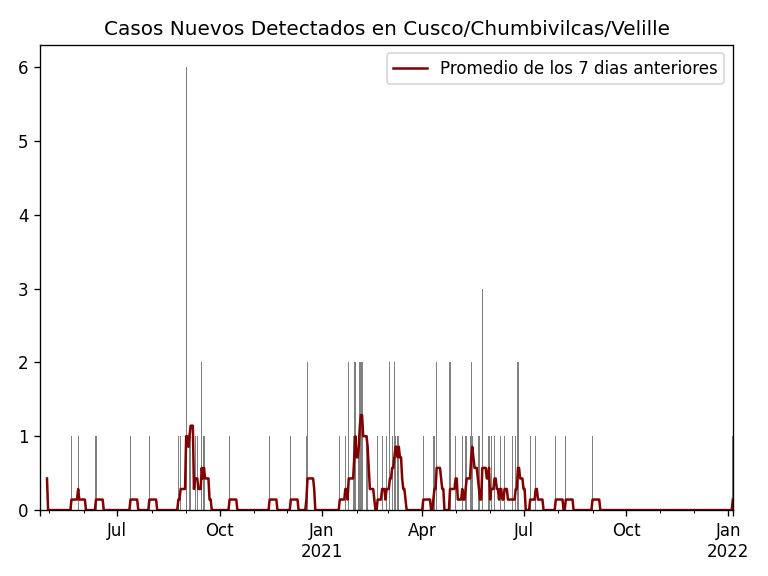 Casos Nuevos Detectados en Cusco/Chumbivilcas/Velille
Promedio de los 7 dias anteriores
6
5
4
3
2
1
0
Jul Oct Jan Apr Jul Oct Jan
2021 2022